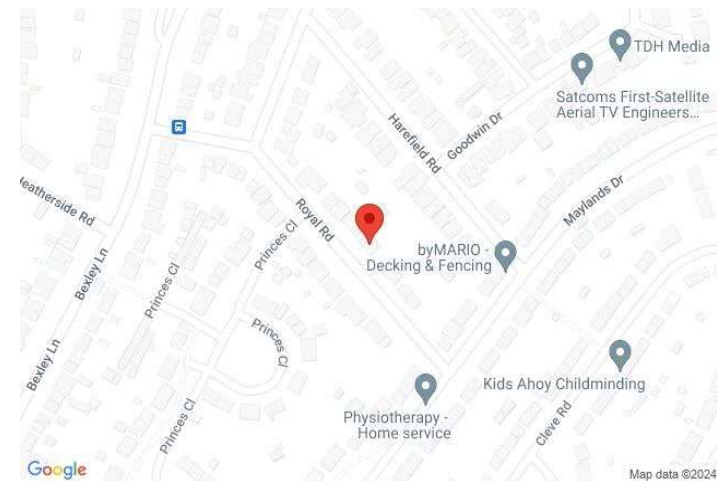 TDH Media
Satcoms First-Satellite
Aerial TV Engineers...
Harefield Rd
Goodwin Dr
Maylands Dr
Heatherside Rd
Royal Rd
Princes Cl
byMARIO -
Decking & Fencing
Bexley Ln
Princes Cl
Princes Cl
Bexley Ln
Kids Ahoy Childminding
Physiotherapy -
Home service
Cleve Rd
Princes Cl
Google
Map data ©2024